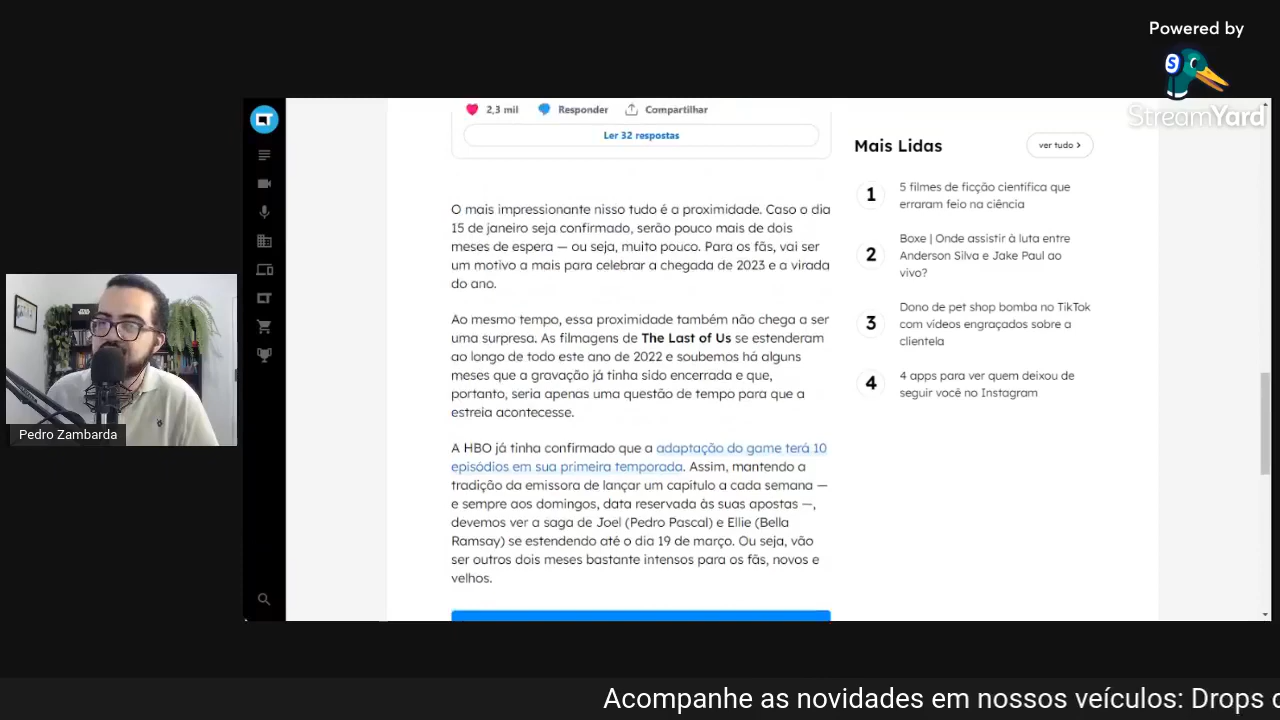 Powered by
StreamYard
2,3 mil Responder Compartilhar
Ler 32 respostas
O mais impressionante nisso tudo é a proximidade. Caso o dia
15 de janeiro seja confirmado, serão pouco mais de dois
meses de espera — ou seja, muito pouco. Para os fãs, vai ser
um motivo a mais para celebrar a chegada de 2023 e a virada
do ano.
Ao mesmo tempo, essa proximidade também não chega a ser
uma surpresa. As filmagens de The Last of Us se estenderam
ao longo de todo este ano de 2022 e soubemos há alguns
meses que a gravação já tinha sido encerrada e que,
portanto, seria apenas uma questão de tempo para que a
estreia acontecesse.
A HBO já tinha confirmado que a adaptação do game terá 10
episódios em sua primeira temporada. Assim, mantendo a
tradição da emissora de lançar um capítulo a cada semana —
e sempre aos domingos, data reservada às suas apostas —,
devemos ver a saga de Joel (Pedro Pascal) e Ellie (Bella
Ramsay) se estendendo até o dia 19 de março. Ou seja, vão
ser outros dois meses bastante intensos para os fãs, novos e
velhos.
Mais Lidas
ver tudo >
1
5 filmes de ficção científica que
erraram feio na ciência
2
Boxe | Onde assistir à luta entre
Anderson Silva e Jake Paul ao
vivo?
3
Dono de pet shop bomba no TikTok
com vídeos engraçados sobre a
clientela
4
4 apps para ver quem deixou de
seguir você no Instagram
Pedro Zambarda
Acompanhe as novidades em nossos veículos: Drops